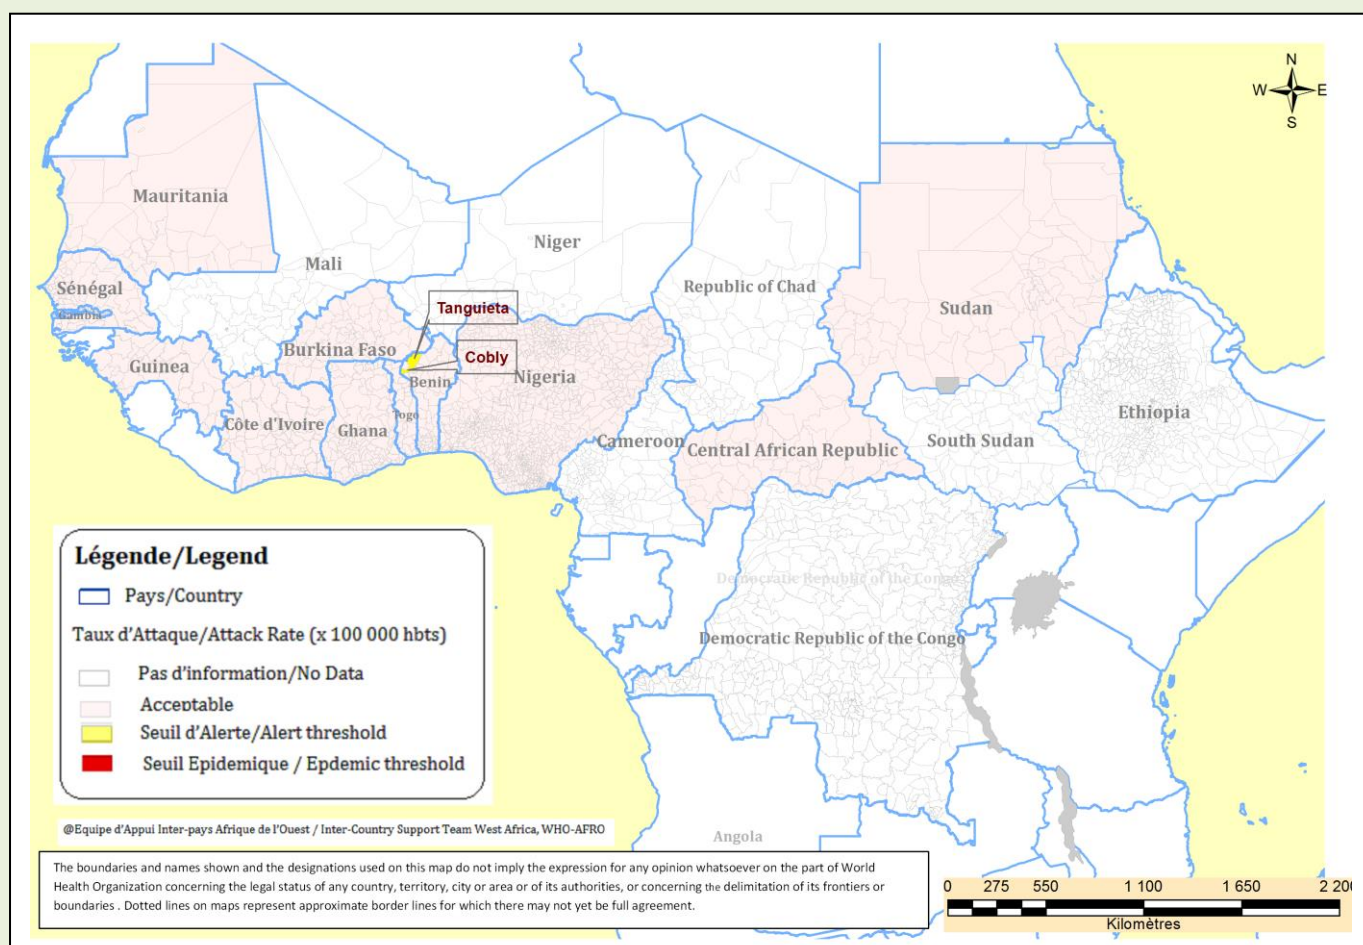 N
W E
S
Mauritania
Mali
Niger
Republic of Chad
Sudan
Sénégal
Gambia
Tanguieta
Burkina Faso
Cobly
Guinea
Benin
Nigeria
Togo
Côte d'Ivoire
Ghana
Cameroon
Central African Republic
South Sudan
Ethiopia
Democratic Republic of the Congo
Democratic Republic of the Congo
Angola
Légende/Legend
Pays/Country
Taux d'Attaque/Attack Rate (x 100 000 hbts)
Pas d'information/No Data
Acceptable
Seuil d'Alerte/Alert threshold
Seuil Epidemique / Epdemic threshold
@Equipe d'Appui Inter-pays Afrique de l'Ouest / Inter-Country Support Team West Africa, WHO-AFRO
The boundaries and names shown and the designations used on this map do not imply the expression for any opinion whatsoever on the part of World
Health Organization concerning the legal status of any country, territory, city or area or of its authorities, or concerning the delimitation of its frontiers or
boundaries . Dotted lines on maps represent approximate border lines for which there may not yet be full agreement.
0 275 550 1 100 1 650 2 200
Kilomètres